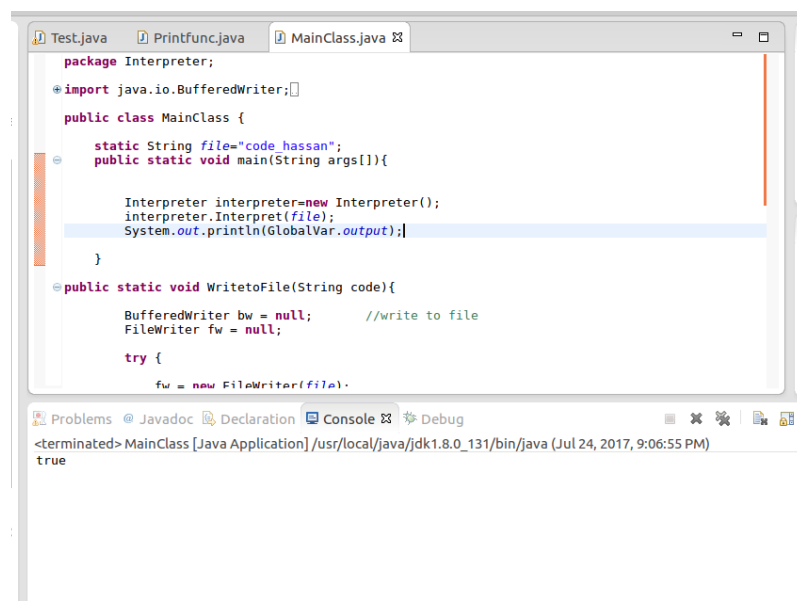 Test.java Printfunc.java MainClass.java
package Interpreter;
import java.io.BufferedWriter;
public class MainClass {
static String file="code_hassan";
public static void main(String args[]){
Interpreter interpreter=new Interpreter();
interpreter.Interpret(file);
System.out.println(GlobalVar.output);
}
public static void WritetoFile(String code){
BufferedWriter bw = null; //write to file
FileWriter fw = null;
try {
fw = new FileWriter(file);
Problems Javadoc Declaration Console Debug
<terminated> MainClass [Java Application] /usr/local/java/jdk1.8.0_131/bin/java (Jul 24, 2017, 9:06:55 PM)
true